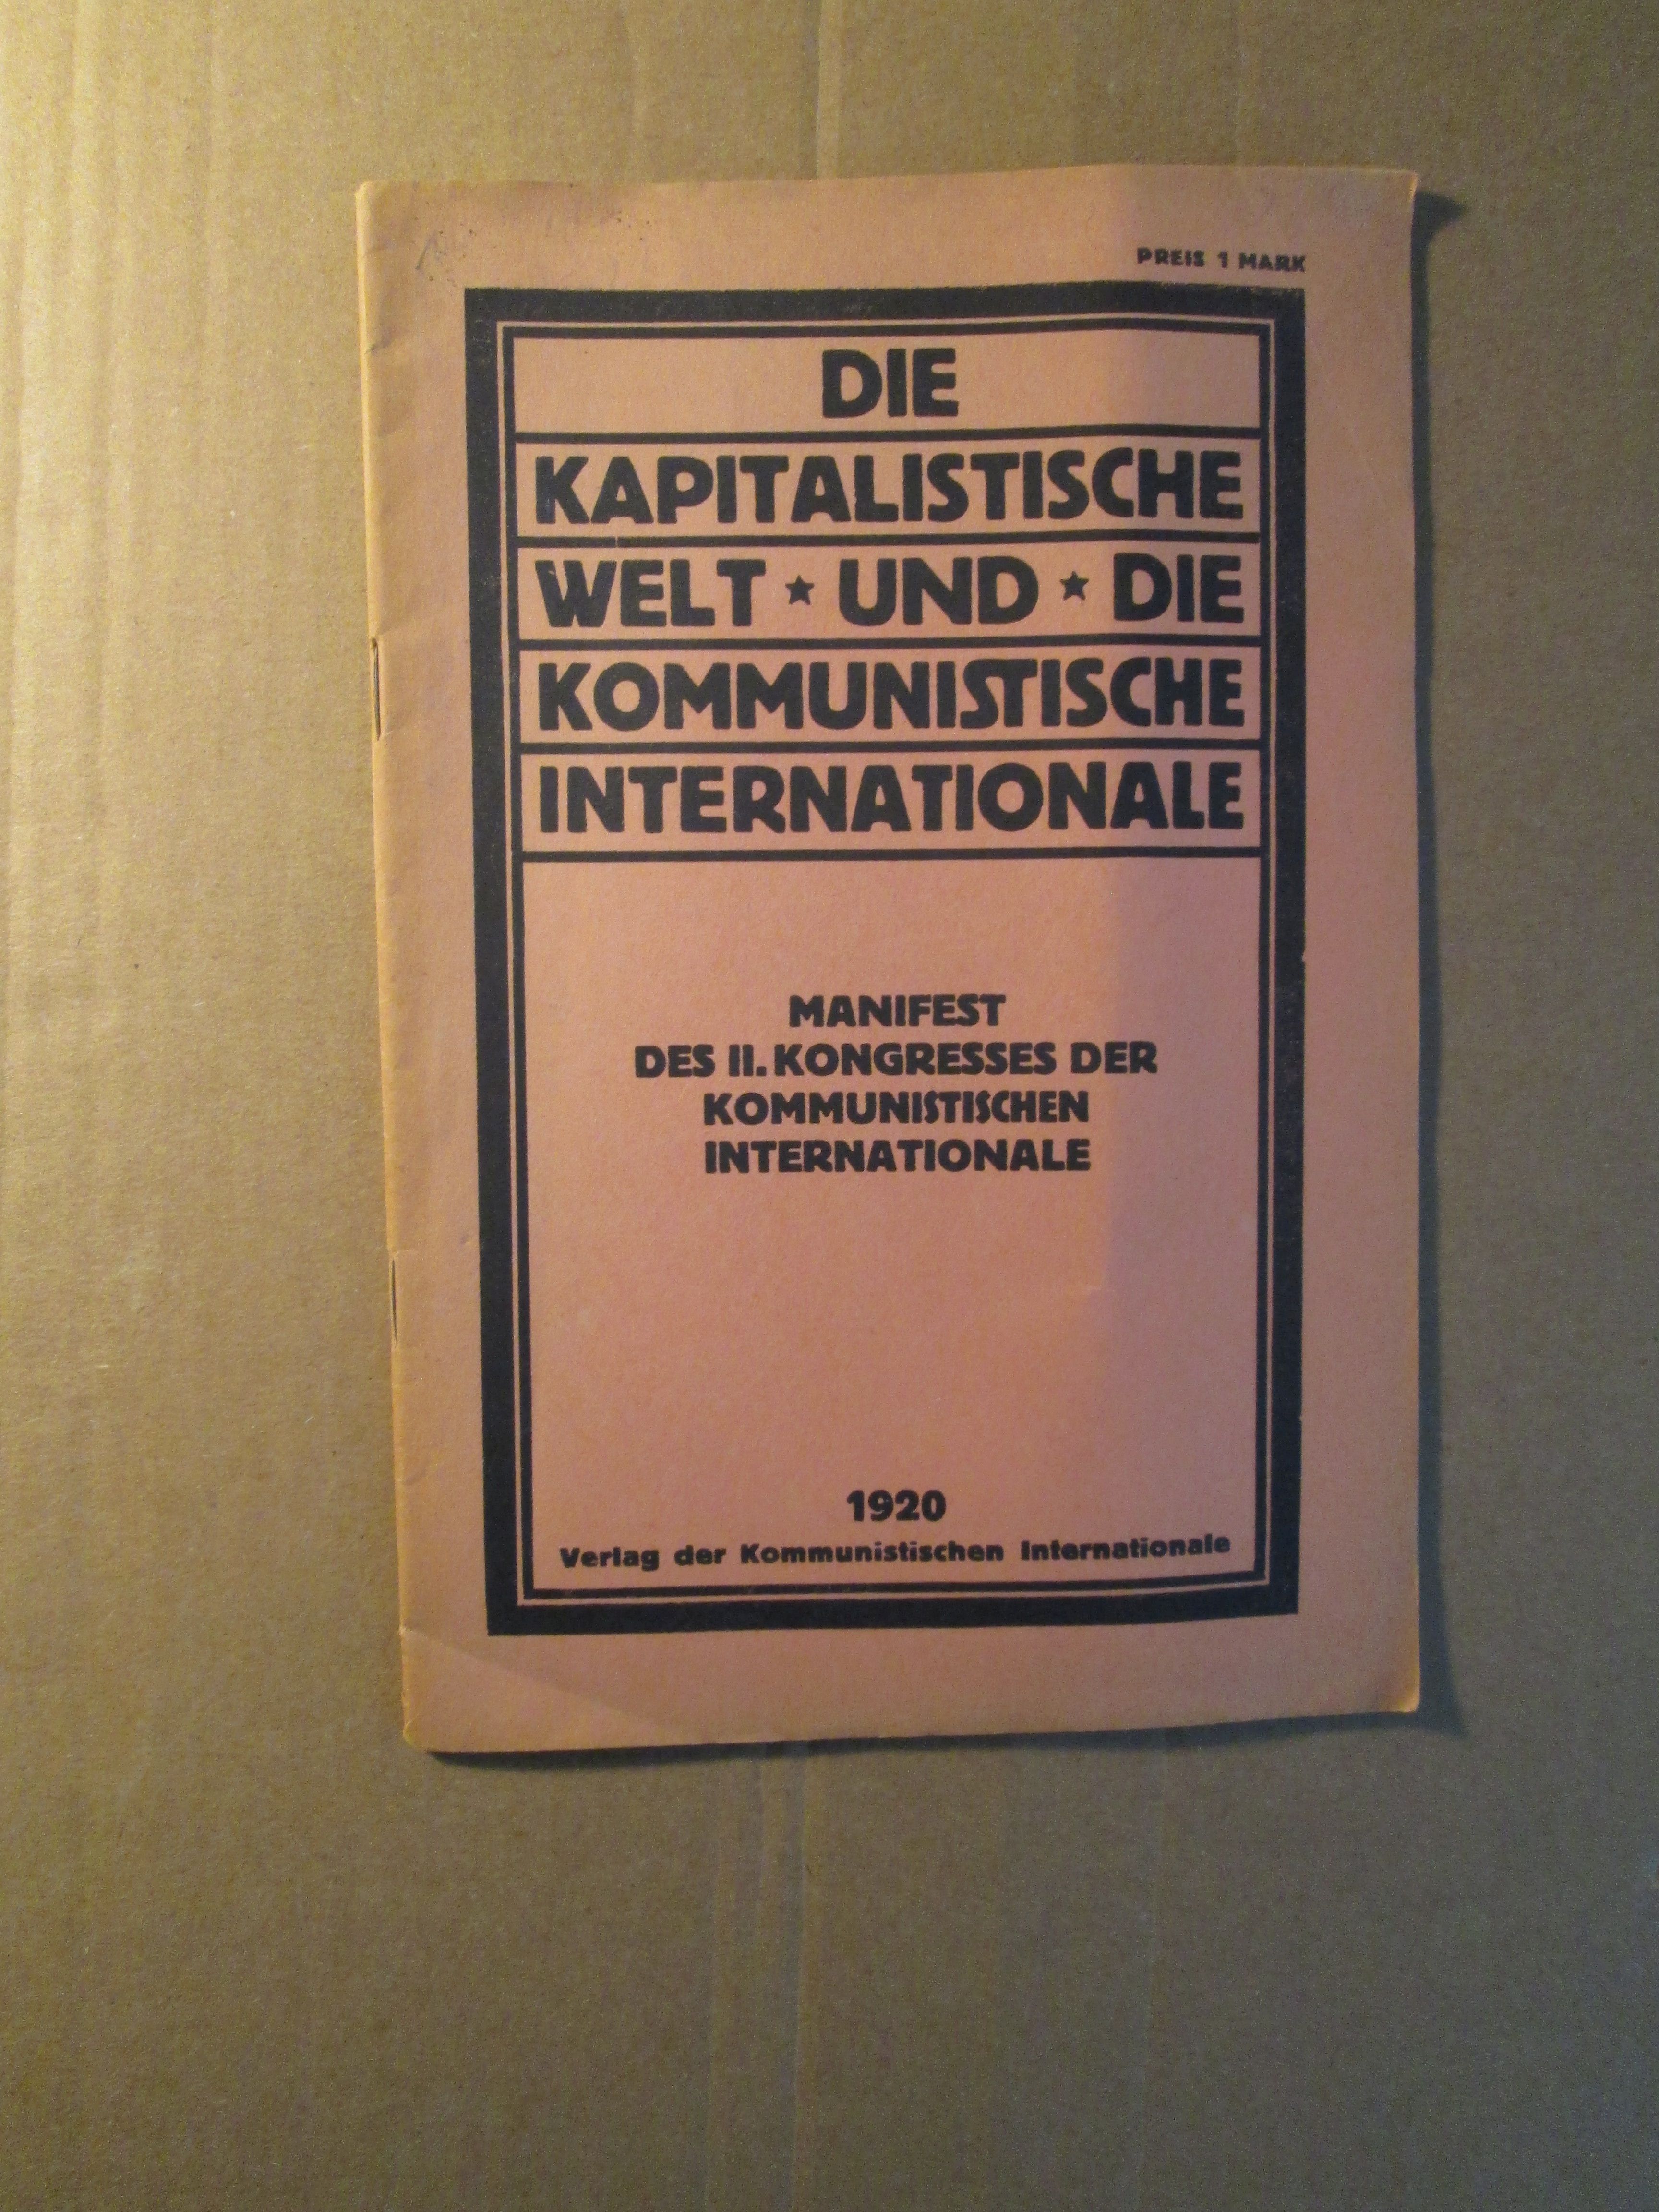 PREIS 1 MARK
DIE
KAPITALISTISCHE
WELT ★ UND ★ DIE
KOMMUNISTISCHE
INTERNATIONALE
MANIFEST
DES II. KONGRESSES DER
KOMMUNISTISCHEN
INTERNATIONALE
1920
Verlag der Kommunistischen Internationale